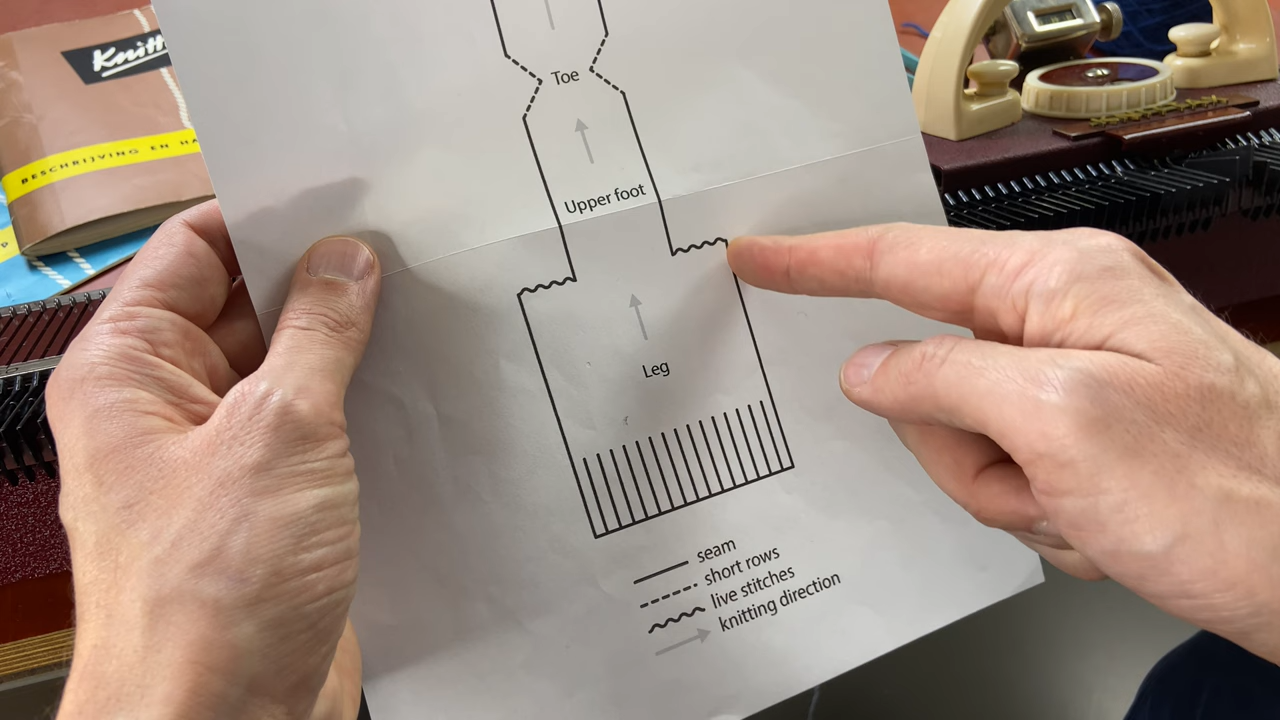 Knitt
BESCHRIJVING EN HA
Toe
Upper foot
Leg
seam
short rows
live stitches
knitting direction